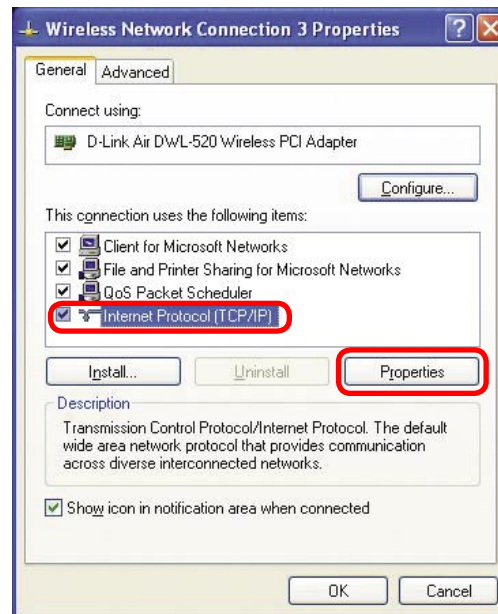 Wireless Network Connection 3 Properties
General
Advanced
Connect using:
D-Link Air DWL-520 Wireless PCI Adapter
Configure...
This connection uses the following items:
Client for Microsoft Networks
File and Printer Sharing for Microsoft Networks
QoS Packet Scheduler
Internet Protocol (TCP/IP)
Install...
Uninstall
Properties
Description
Transmission Control Protocol/Internet Protocol. The default
wide area network protocol that provides communication
across diverse interconnected networks.
Show icon in notification area when connected
OK
Cancel